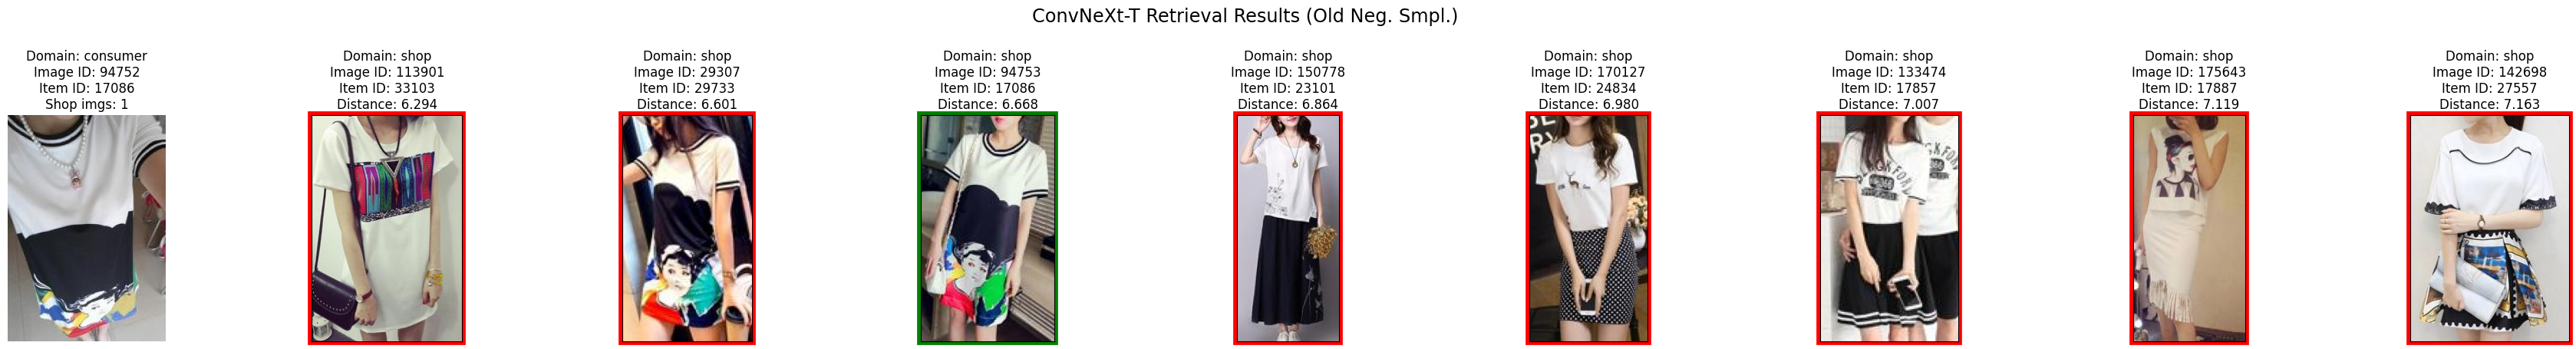 ConvNeXt-T Retrieval Results (Old Neg. Smpl.)
Domain: consumer
Image ID: 94752
Item ID: 17086
Shop imgs: 1
Domain: shop
Image ID: 113901
Item ID: 33103
Distance: 6.294
Domain: shop
Image ID: 29307
Item ID: 29733
Distance: 6.601
Domain: shop
Image ID: 94753
Item ID: 17086
Distance: 6.668
Domain: shop
Image ID: 150778
Item ID: 23101
Distance: 6.864
Domain: shop
Image ID: 170127
Item ID: 24834
Distance: 6.980
Domain: shop
Image ID: 133474
Item ID: 17857
Distance: 7.007
Domain: shop
Image ID: 175643
Item ID: 17887
Distance: 7.119
Domain: shop
Image ID: 142698
Item ID: 27557
Distance: 7.163